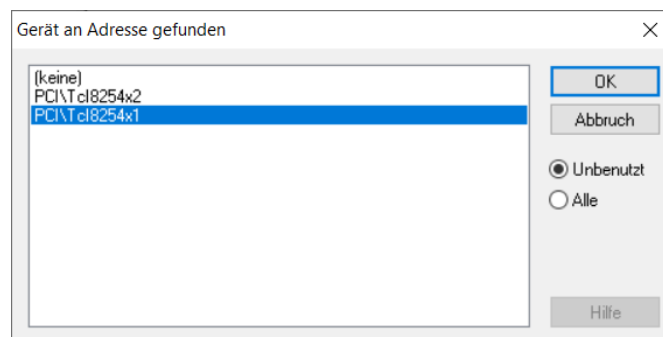 Gerät an Adresse gefunden
(keine)
PCI\TcI8254x2
PCI\TcI8254x1
OK
Abbruch
Unbenutzt
Alle
Hilfe